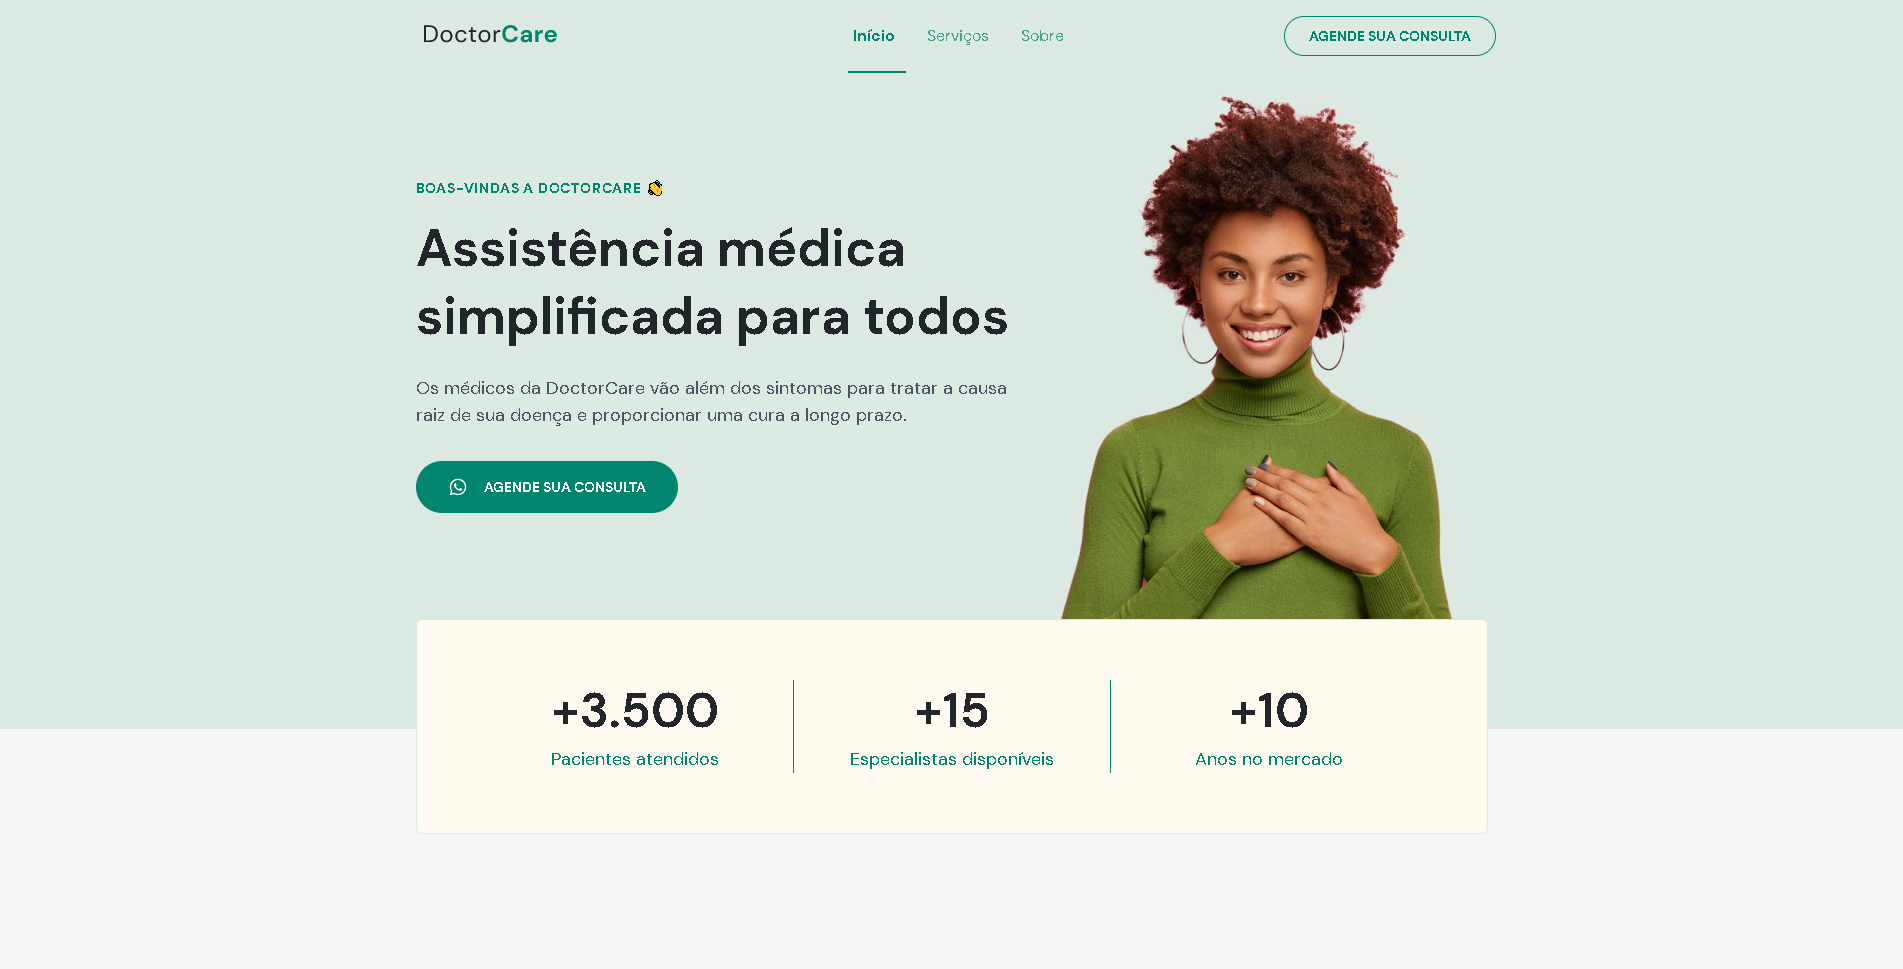 DoctorCare
Início
Serviços
Sobre
AGENDE SUA CONSULTA
BOAS-VINDAS A DOCTORCARE 👋
Assistência médica
simplificada para todos
Os médicos da DoctorCare vão além dos sintomas para tratar a causa
raiz de sua doença e proporcionar uma cura a longo prazo.
AGENDE SUA CONSULTA
+3.500
Pacientes atendidos
+15
Especialistas disponíveis
+10
Anos no mercado